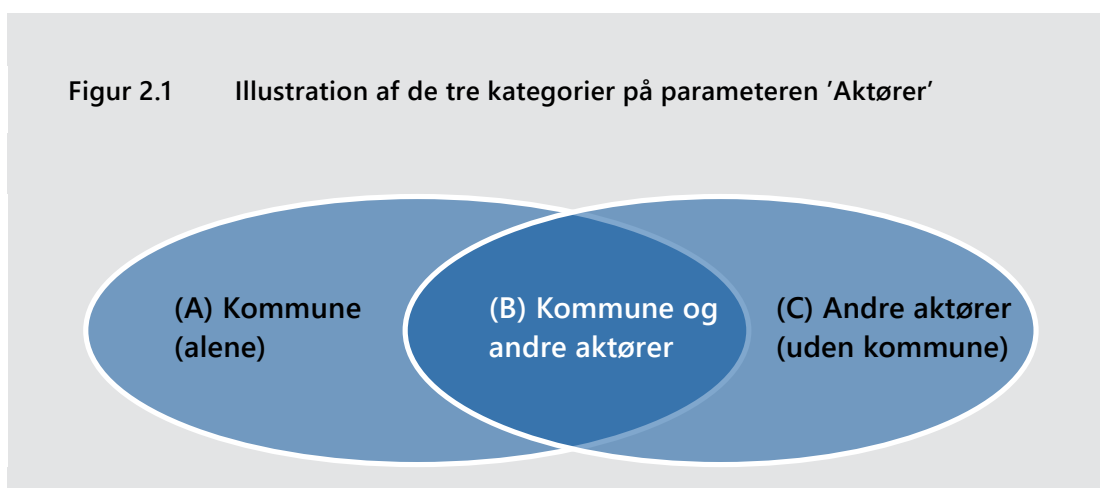 Figur 2.1 Illustration af de tre kategorier på parameteren ’Aktører’
(A) Kommune
(alene)
(B) Kommune og
andre aktører
(C) Andre aktører
(uden kommune)